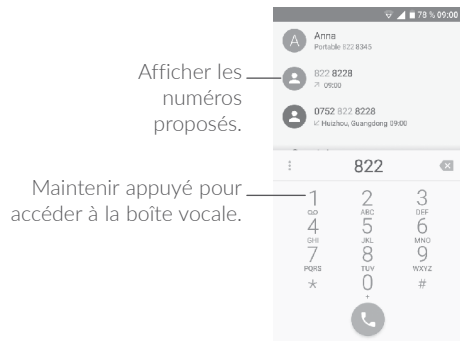 78 % 09:00
A Anna
Portable 822 8345
822 8228
09:00
Afficher les
numéros
proposés.
0752 822 8228
Huizhou, Guangdong 09:00
822
Maintenir appuyé pour
accéder à la boîte vocale.
1 2 3
ABC DEF
4 5 6
GHI JKL MNO
7 8 9
PQRS TUV WXYZ
* 0 #
+